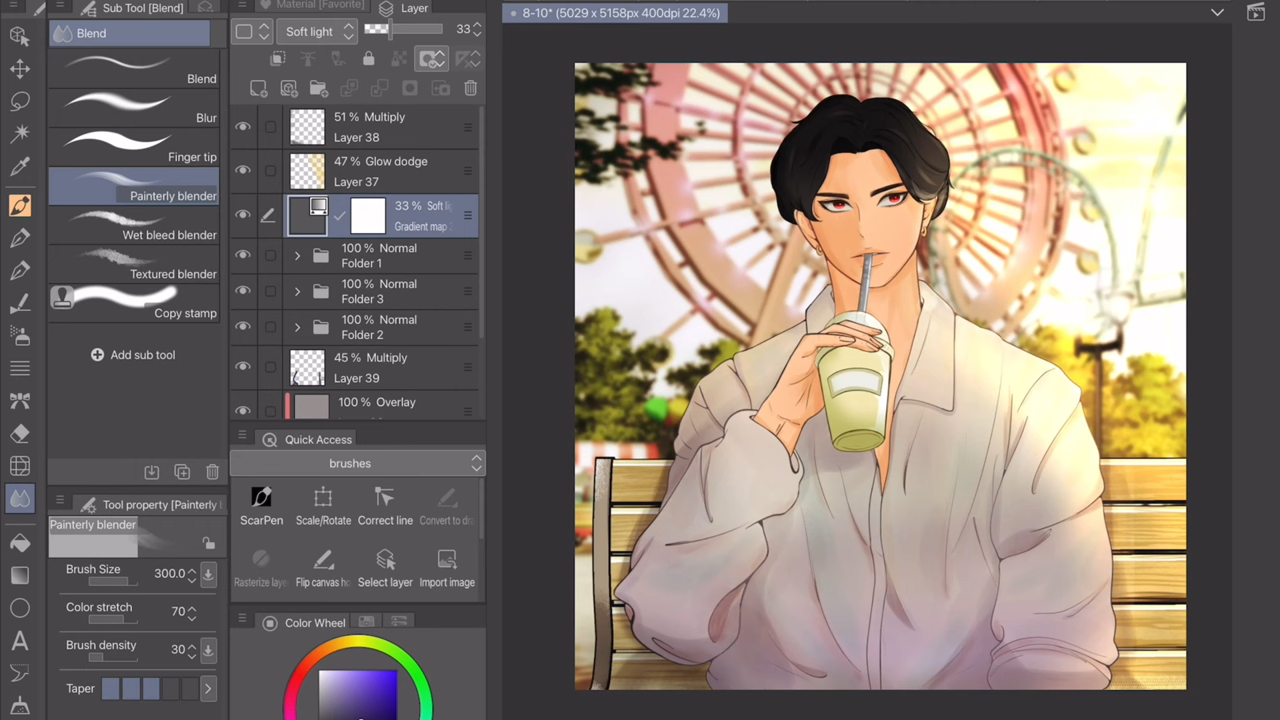 Sub Tool [Blend]
Blend
Blend
Blur
Finger tip
Painterly blender
Wet bleed blender
Textured blender
Copy stamp
Add sub tool
Tool property [Painterly
Painterly blender
Brush Size 300.0
Color stretch 70
Brush density 30
Taper
Material [Favorite]
Layer
Soft light 33
51 % Multiply
Layer 38
47 % Glow dodge
Layer 37
33 % Soft li
Gradient map
100 % Normal
Folder 1
100 % Normal
Folder 3
100 % Normal
Folder 2
45 % Multiply
Layer 39
100 % Overlay
Quick Access
brushes
ScarPen Scale/Rotate Correct line Convert to dra
Rasterize laye Flip canvas ho Select layer Import image
Color Wheel
8-10* (5029 x 5158px 400dpi 22.4%)